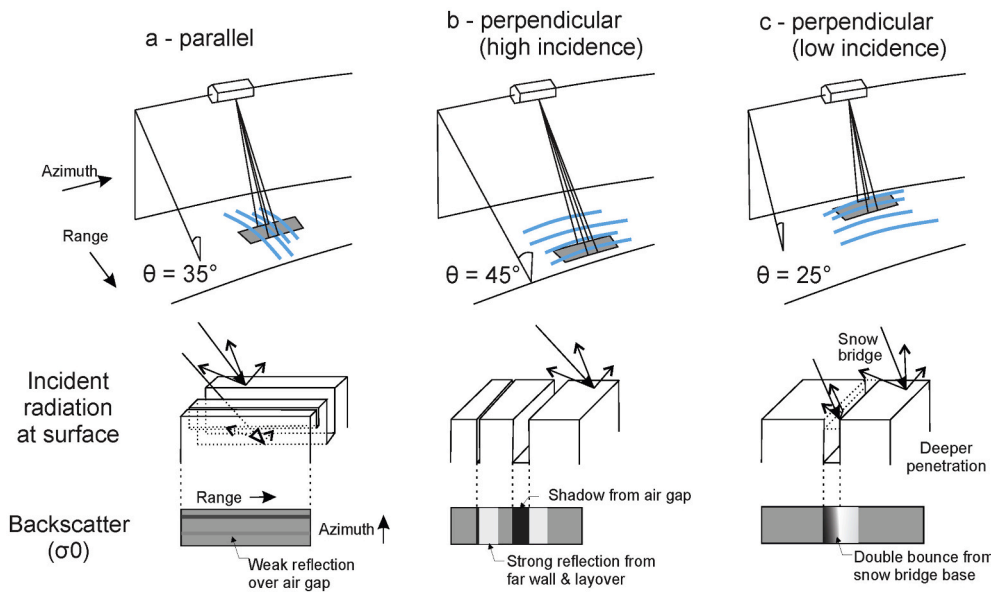 a - parallel
b - perpendicular
(high incidence)
c - perpendicular
(low incidence)
Azimuth
Range
θ = 35°
θ = 45°
θ = 25°
Incident
radiation
at surface
Snow
bridge
Deeper
penetration
Backscatter
(σ0)
Range
Azimuth
Weak reflection
over air gap
Shadow from air gap
Strong reflection from
far wall & layover
Double bounce from
snow bridge base